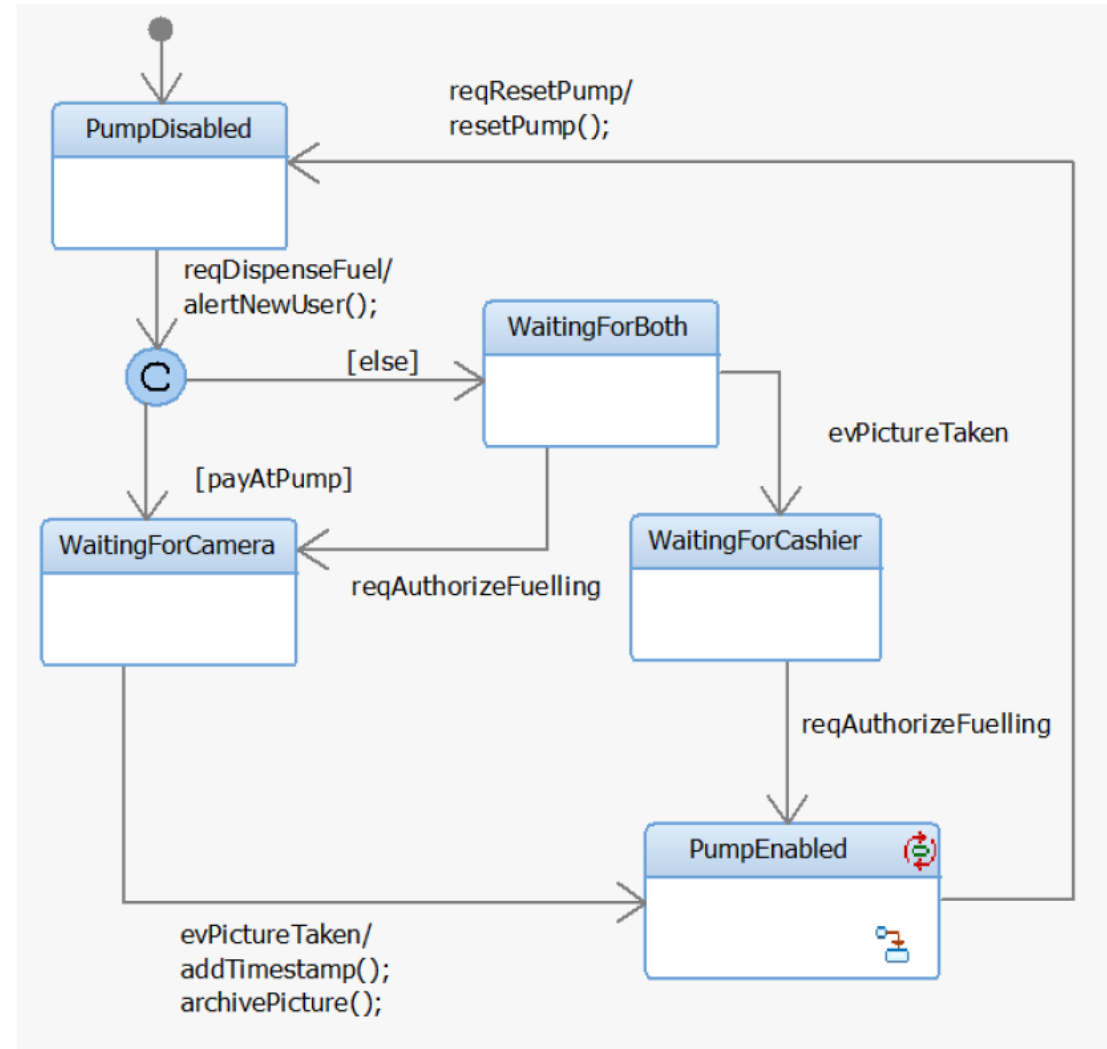 reqResetPump/
resetPump();
PumpDisabled
reqDispenseFuel/
alertNewUser();
WaitingForBoth
[else]
C
evPictureTaken
[payAtPump]
WaitingForCamera
WaitingForCashier
reqAuthorizeFuelling
reqAuthorizeFuelling
PumpEnabled
evPictureTaken/
addTimestamp();
archivePicture();